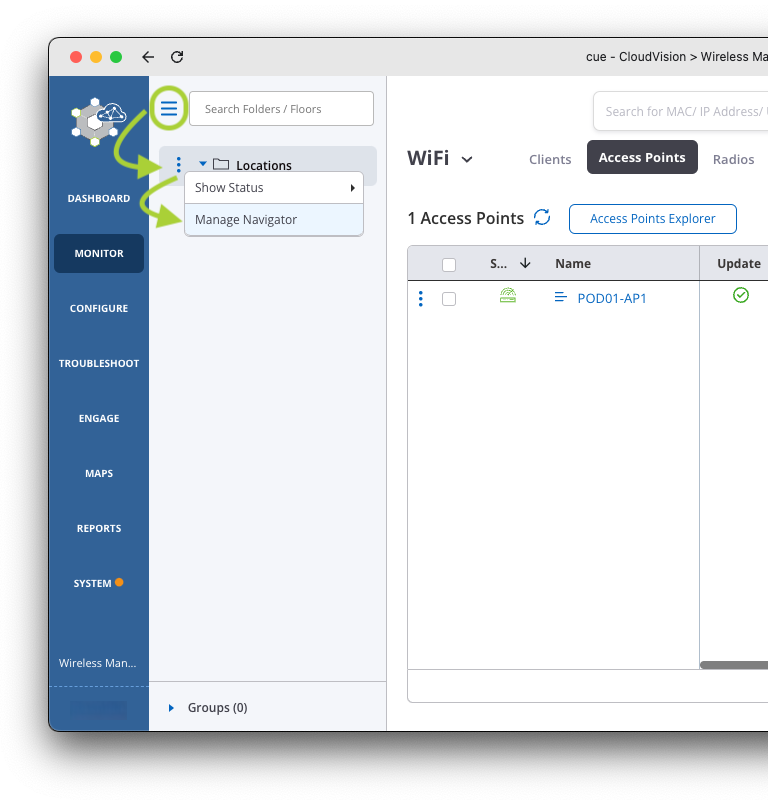 cue - CloudVision > Wireless Ma
Search Folders / Floors
Search for MAC/ IP Address/
Locations
Show Status
Manage Navigator
WiFi
Clients
Access Points
Radios
DASHBOARD
MONITOR
CONFIGURE
TROUBLESHOOT
ENGAGE
MAPS
REPORTS
SYSTEM
Wireless Man...
1 Access Points
Access Points Explorer
S...
Name
Update
POD01-AP1
Groups (0)